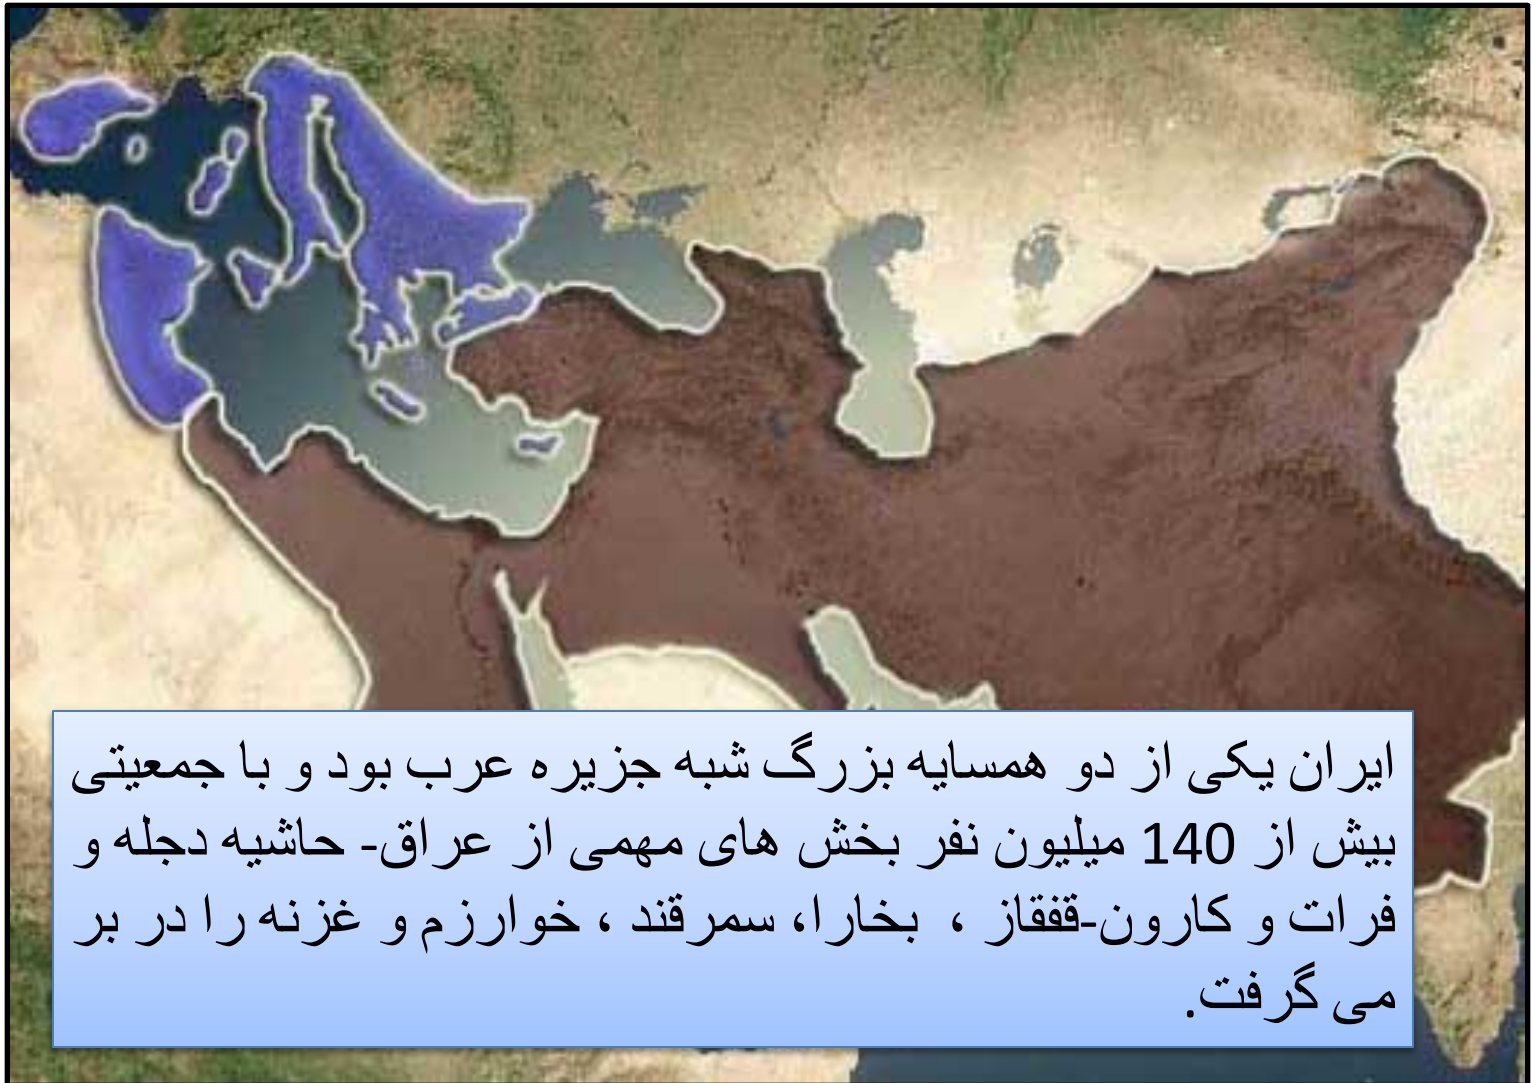 ایران یکی از دو همسایه بزرگ شبه جزیره عرب بود و با جمعیتی
بیش از 140 میلیون نفر بخش های مهمی از عراق- حاشیه دجله و
فرات و کارون-قفقاز ، بخارا، سمرقند ، خوارزم و غزنه را در بر
می گرفت.